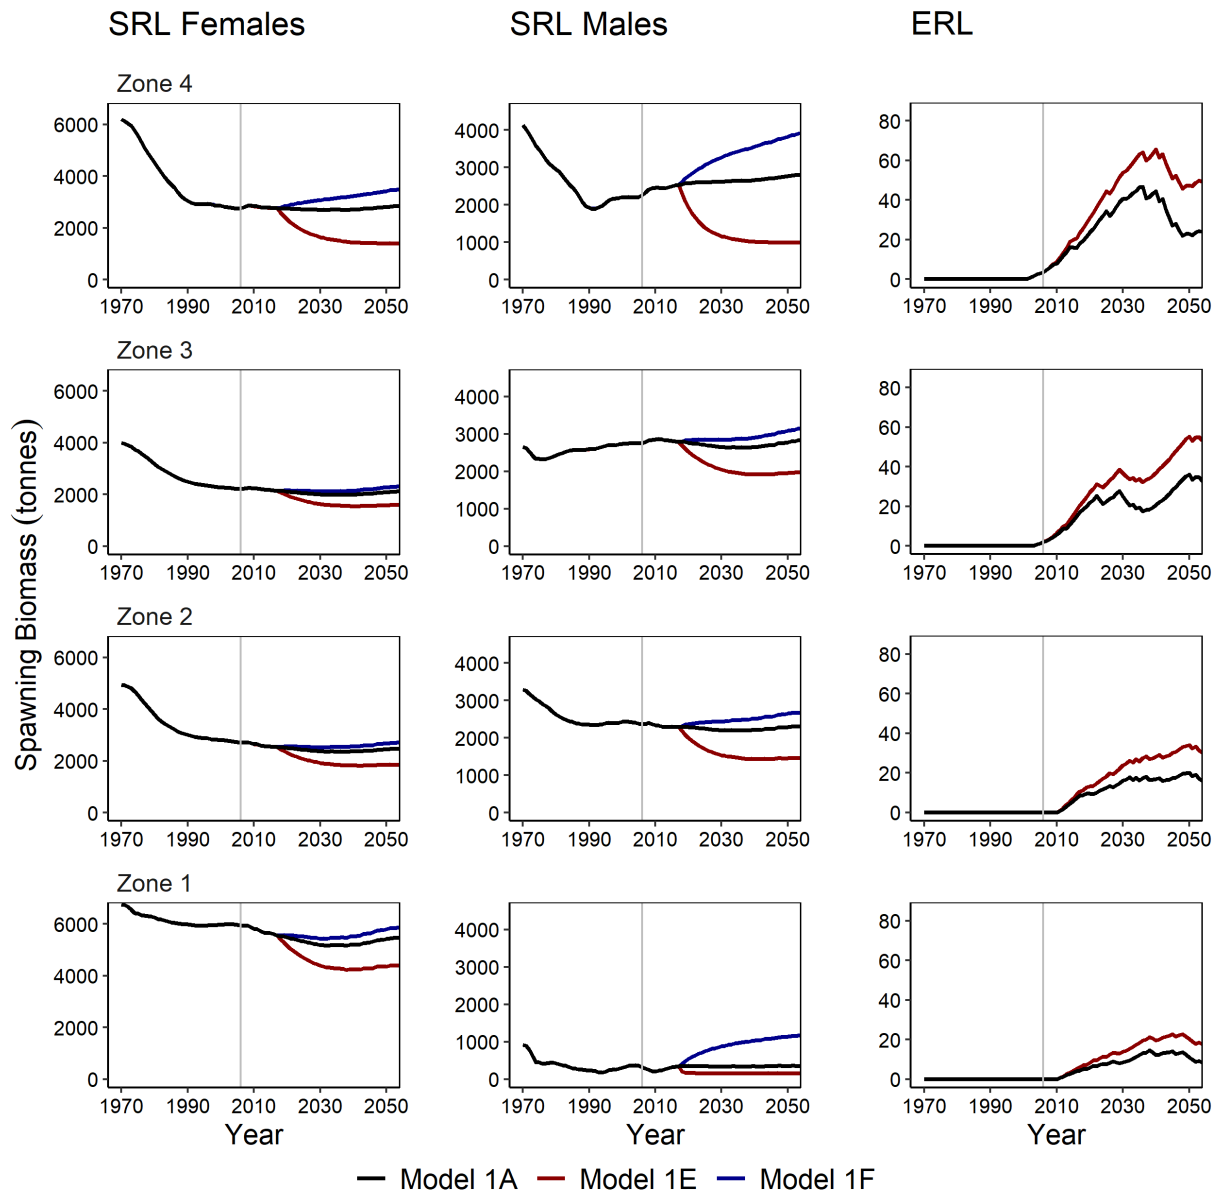 SRL Females SRL Males ERL
Zone 4
6000 4000 2000 0
4000 3000 2000 1000 0
80 60 40 20 0
1970 1990 2010 2030 2050 1970 1990 2010 2030 2050 1970 1990 2010 2030 2050
Zone 3
6000 4000 2000 0
4000 3000 2000 1000 0
80 60 40 20 0
1970 1990 2010 2030 2050 1970 1990 2010 2030 2050 1970 1990 2010 2030 2050
Spawning Biomass (tonnes)
Zone 2
6000 4000 2000 0
4000 3000 2000 1000 0
80 60 40 20 0
1970 1990 2010 2030 2050 1970 1990 2010 2030 2050 1970 1990 2010 2030 2050
Zone 1
6000 4000 2000 0
4000 3000 2000 1000 0
80 60 40 20 0
1970 1990 2010 2030 2050 1970 1990 2010 2030 2050 1970 1990 2010 2030 2050
Year Year Year
Model 1A Model 1E Model 1F